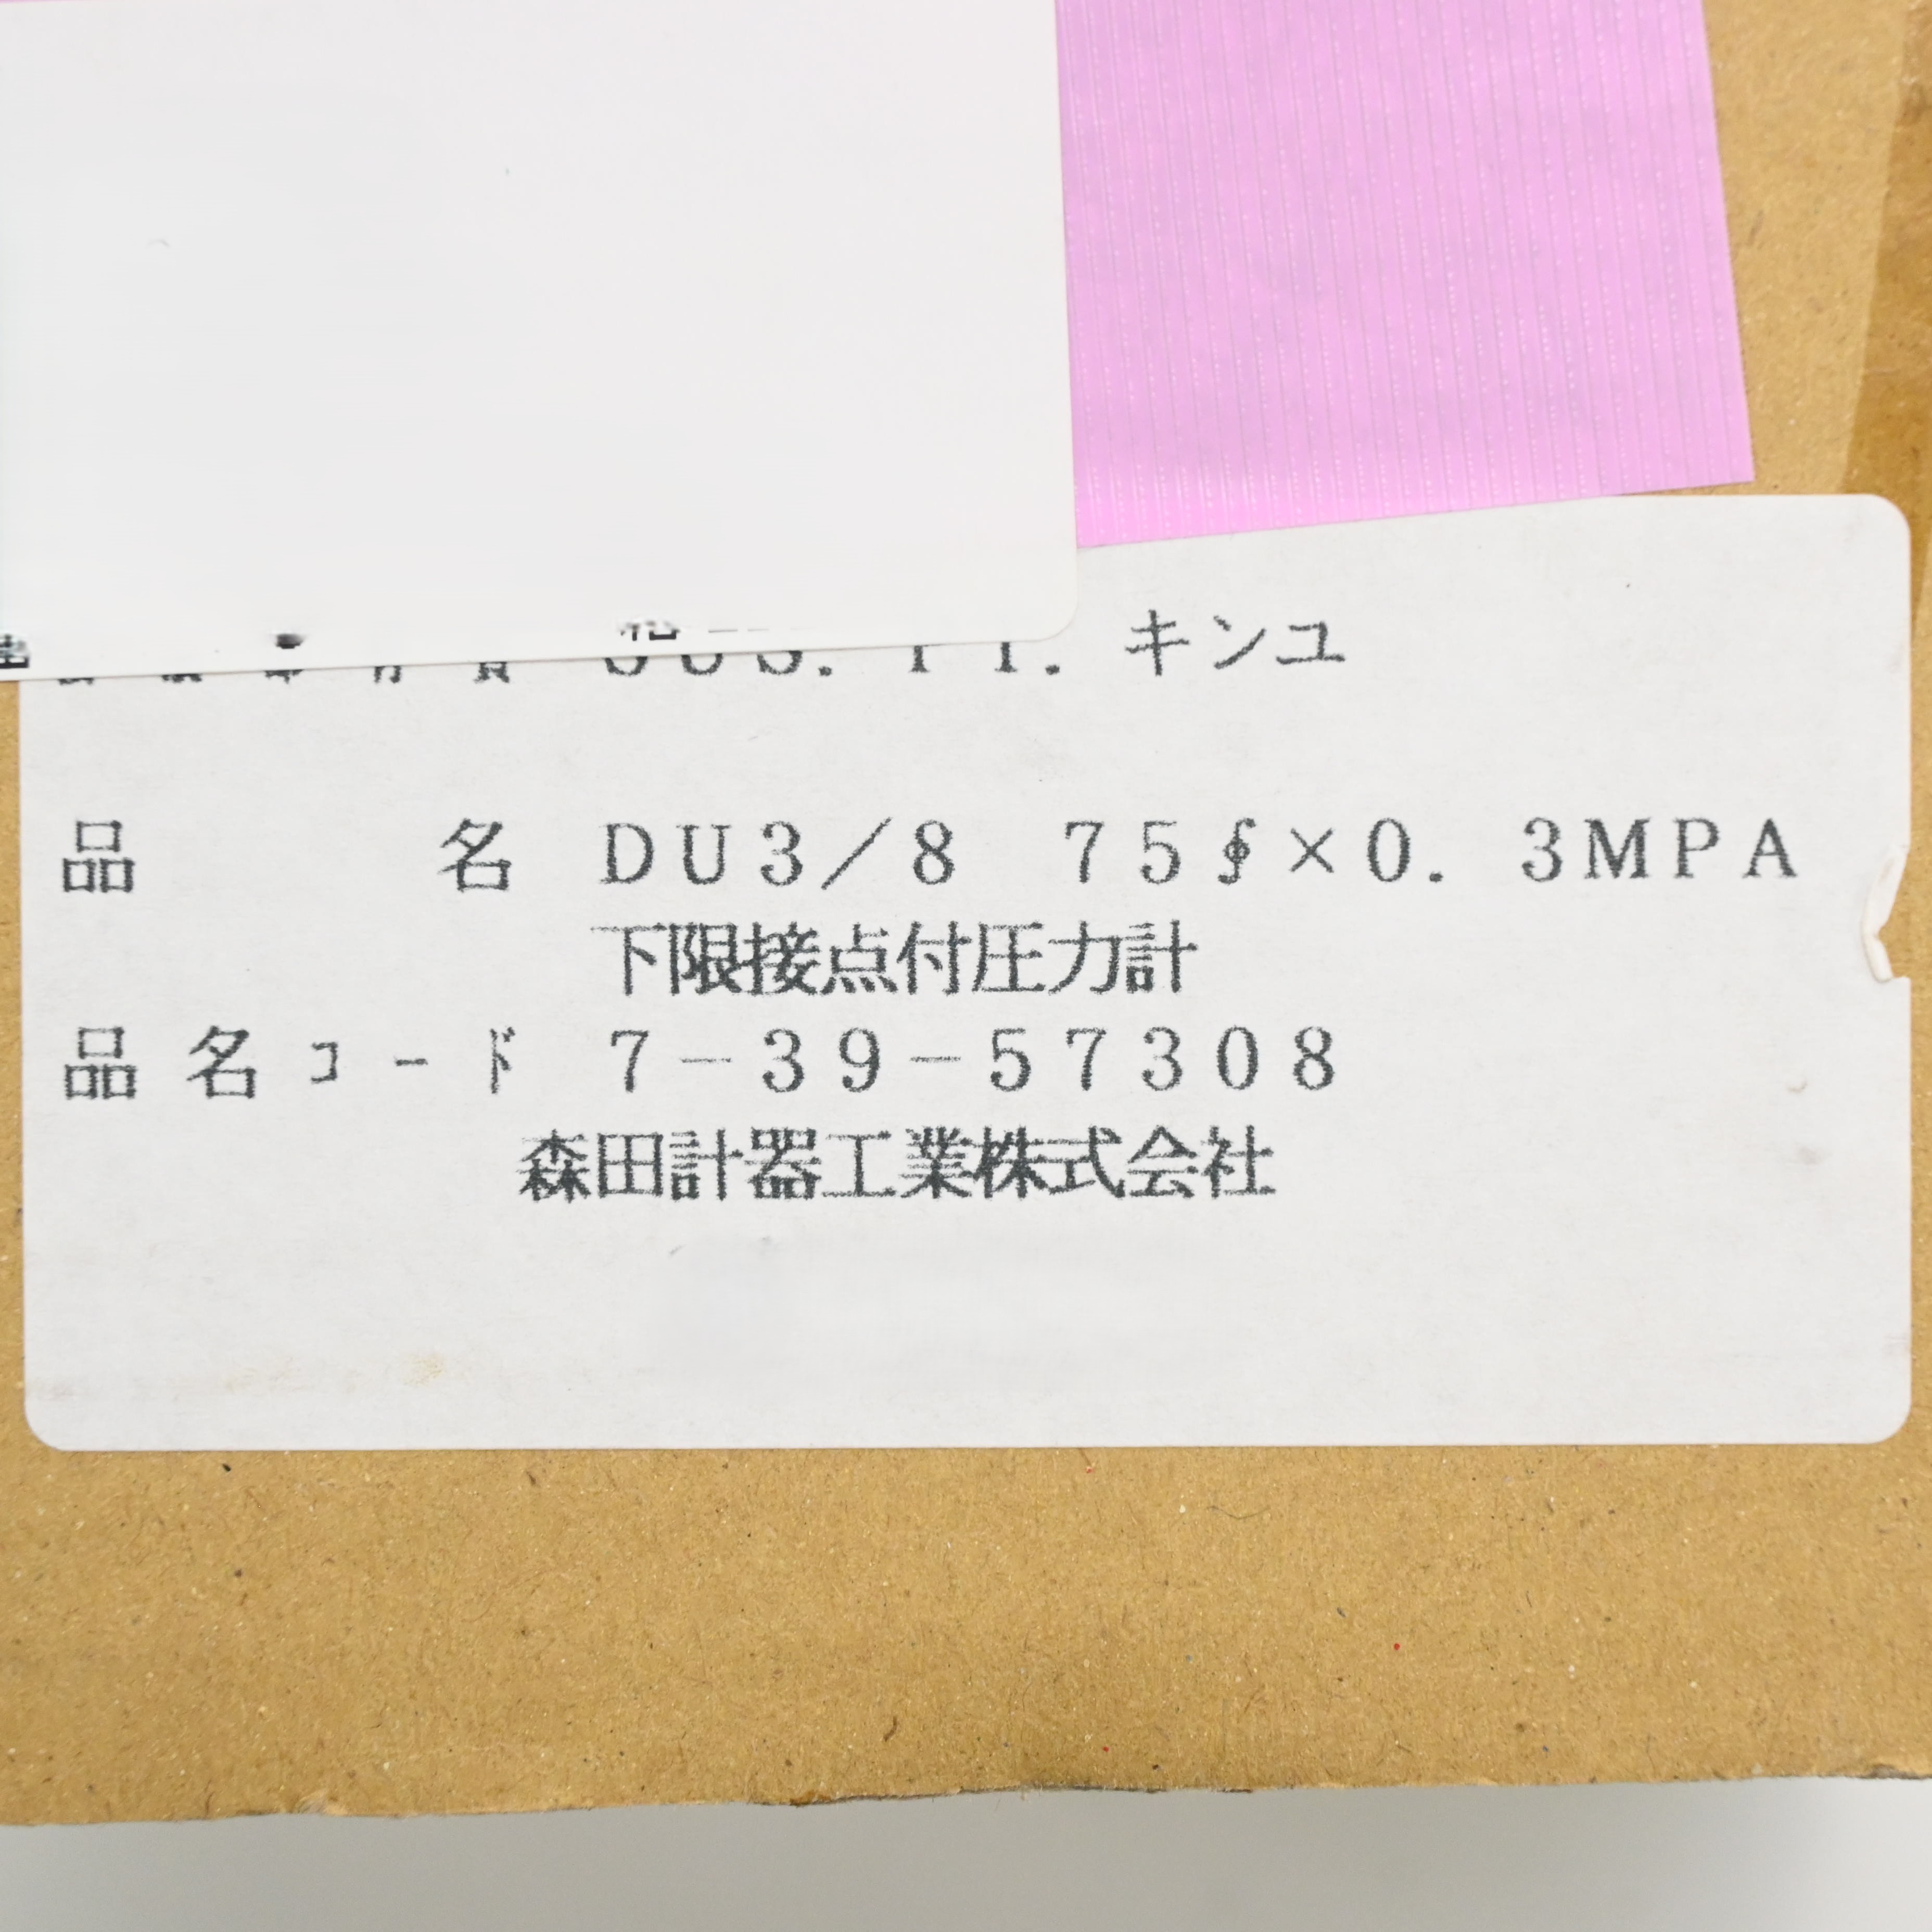 キンユ
品 名 DU3/8 75∮×0.3MPA
下限接点付圧力計
品名コード 7-39-57308
森田計器工業株式会社